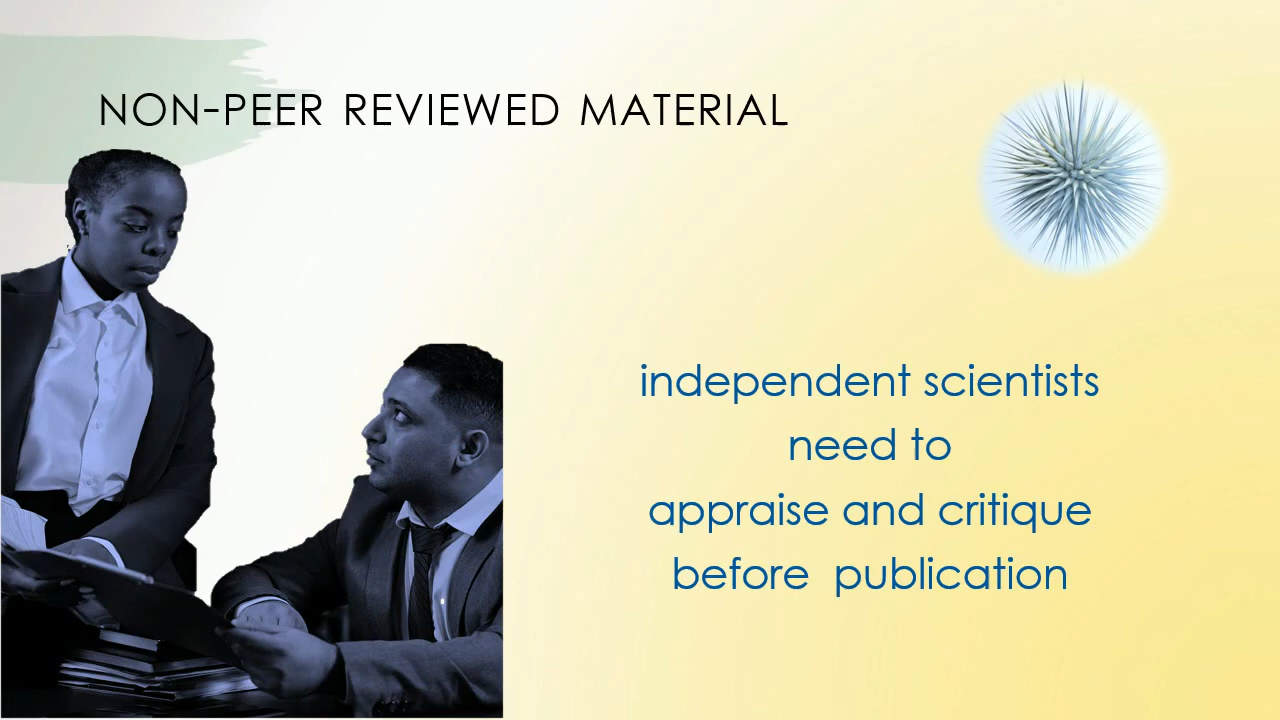 NON-PEER REVIEWED MATERIAL
independent scientists
need to
appraise and critique
before publication